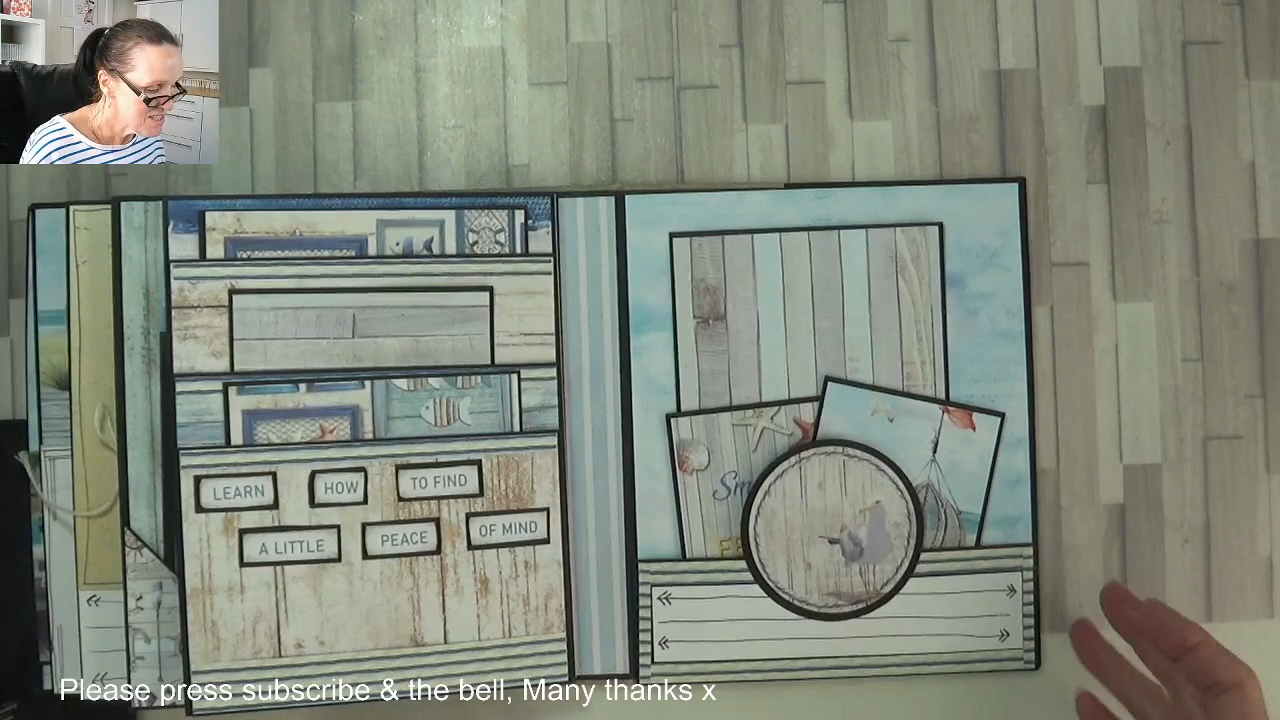 LEARN HOW TO FIND
A LITTLE PEACE OF MIND
Please press subscribe & the bell, Many thanks x